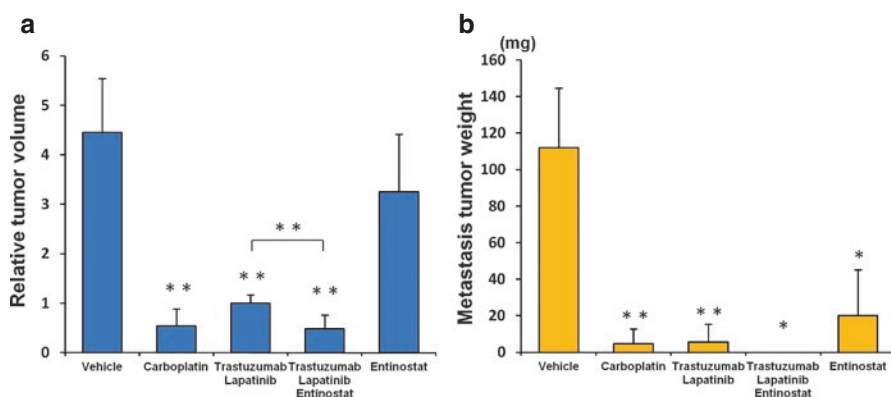 a
Relative tumor volume
6
5
4
3
2
1
0
** ** ** **
Vehicle
Carboplatin
Trastuzumab
Lapatinib
Trastuzumab
Lapatinib
Entinostat
Entinostat
b
(mg)
Metastasis tumor weight
160
140
120
100
80
60
40
20
0
** ** * *
Vehicle
Carboplatin
Trastuzumab
Lapatinib
Trastuzumab
Lapatinib
Entinostat
Entinostat